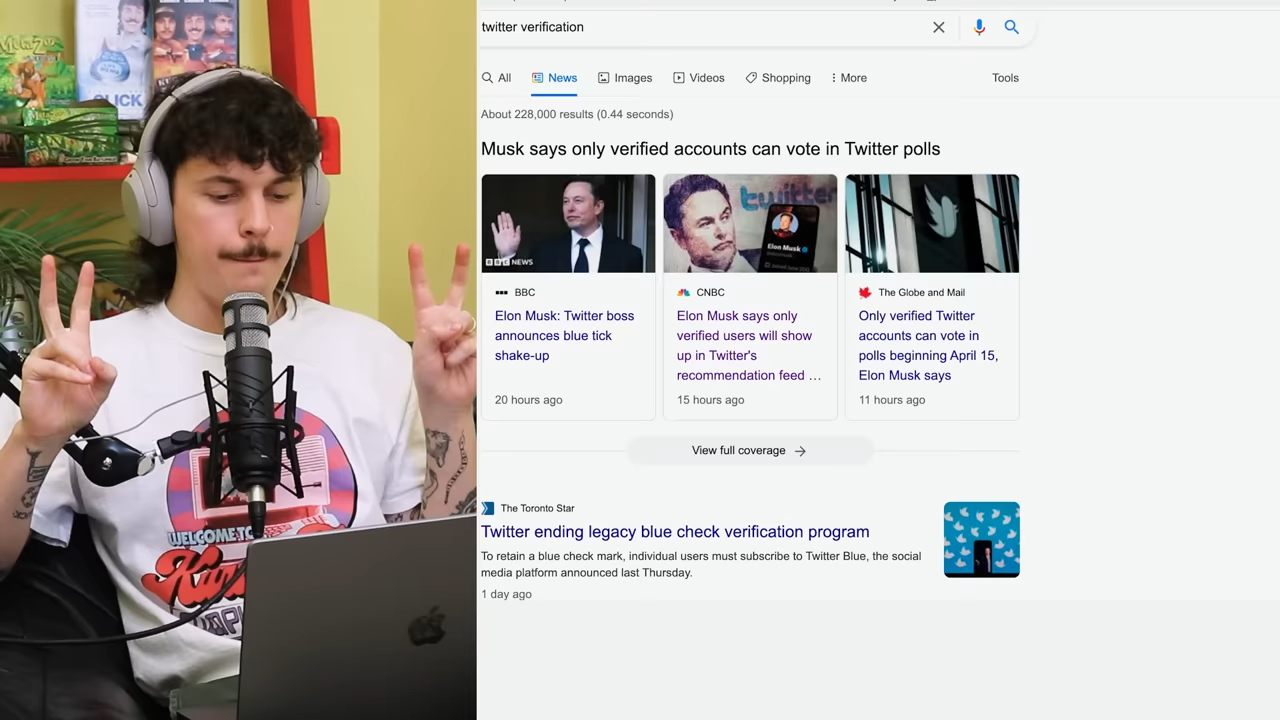 CLICK
WELCOME TO
twitter verification
All
News
Images
Videos
Shopping
More
Tools
About 228,000 results (0.44 seconds)
Musk says only verified accounts can vote in Twitter polls
BBC NEWS
twitter
Elon Musk
BBC
CNBC
The Globe and Mail
Elon Musk: Twitter boss
announces blue tick
shake-up
Elon Musk says only
verified users will show
up in Twitter's
recommendation feed …
Only verified Twitter
accounts can vote in
polls beginning April 15,
Elon Musk says
20 hours ago
15 hours ago
11 hours ago
View full coverage
The Toronto Star
Twitter ending legacy blue check verification program
To retain a blue check mark, individual users must subscribe to Twitter Blue, the social
media platform announced last Thursday.
1 day ago